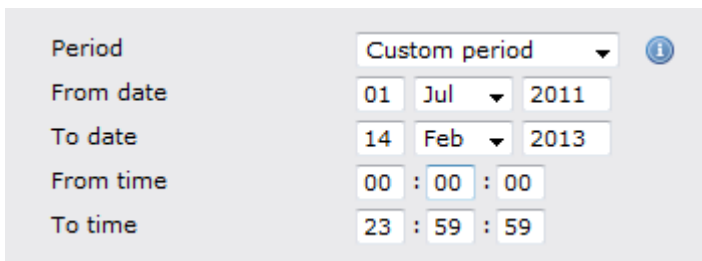 Period Custom period
From date 01 Jul 2011
To date 14 Feb 2013
From time 00 : 00 : 00
To time 23 : 59 : 59